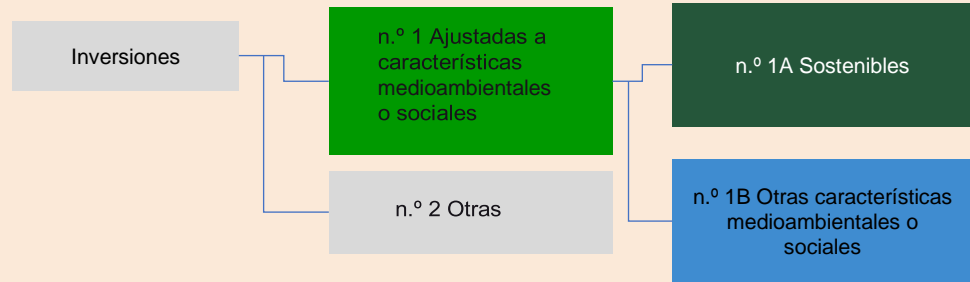 Inversiones
n.º 1 Ajustadas a
características
medioambientales
o sociales
n.º 2 Otras
n.º 1A Sostenibles
n.º 1B Otras características
medioambientales o
sociales